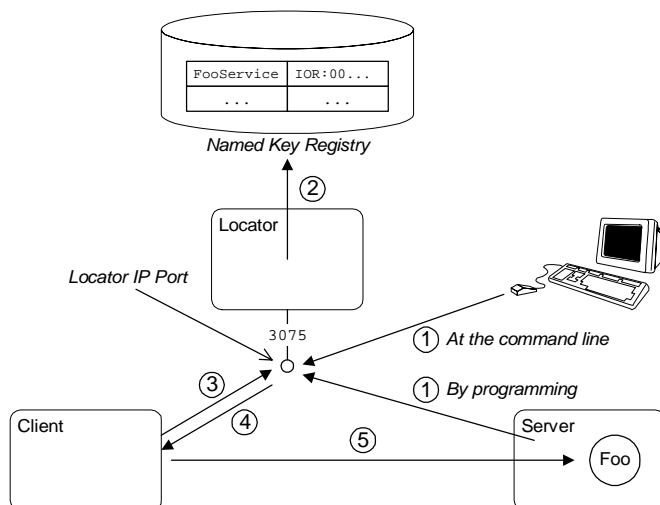 FooService IOR:00...
... ...
Named Key Registry
2
Locator
Locator IP Port
3075
1 At the command line
3
1 By programming
4
Client
Server
5
Foo